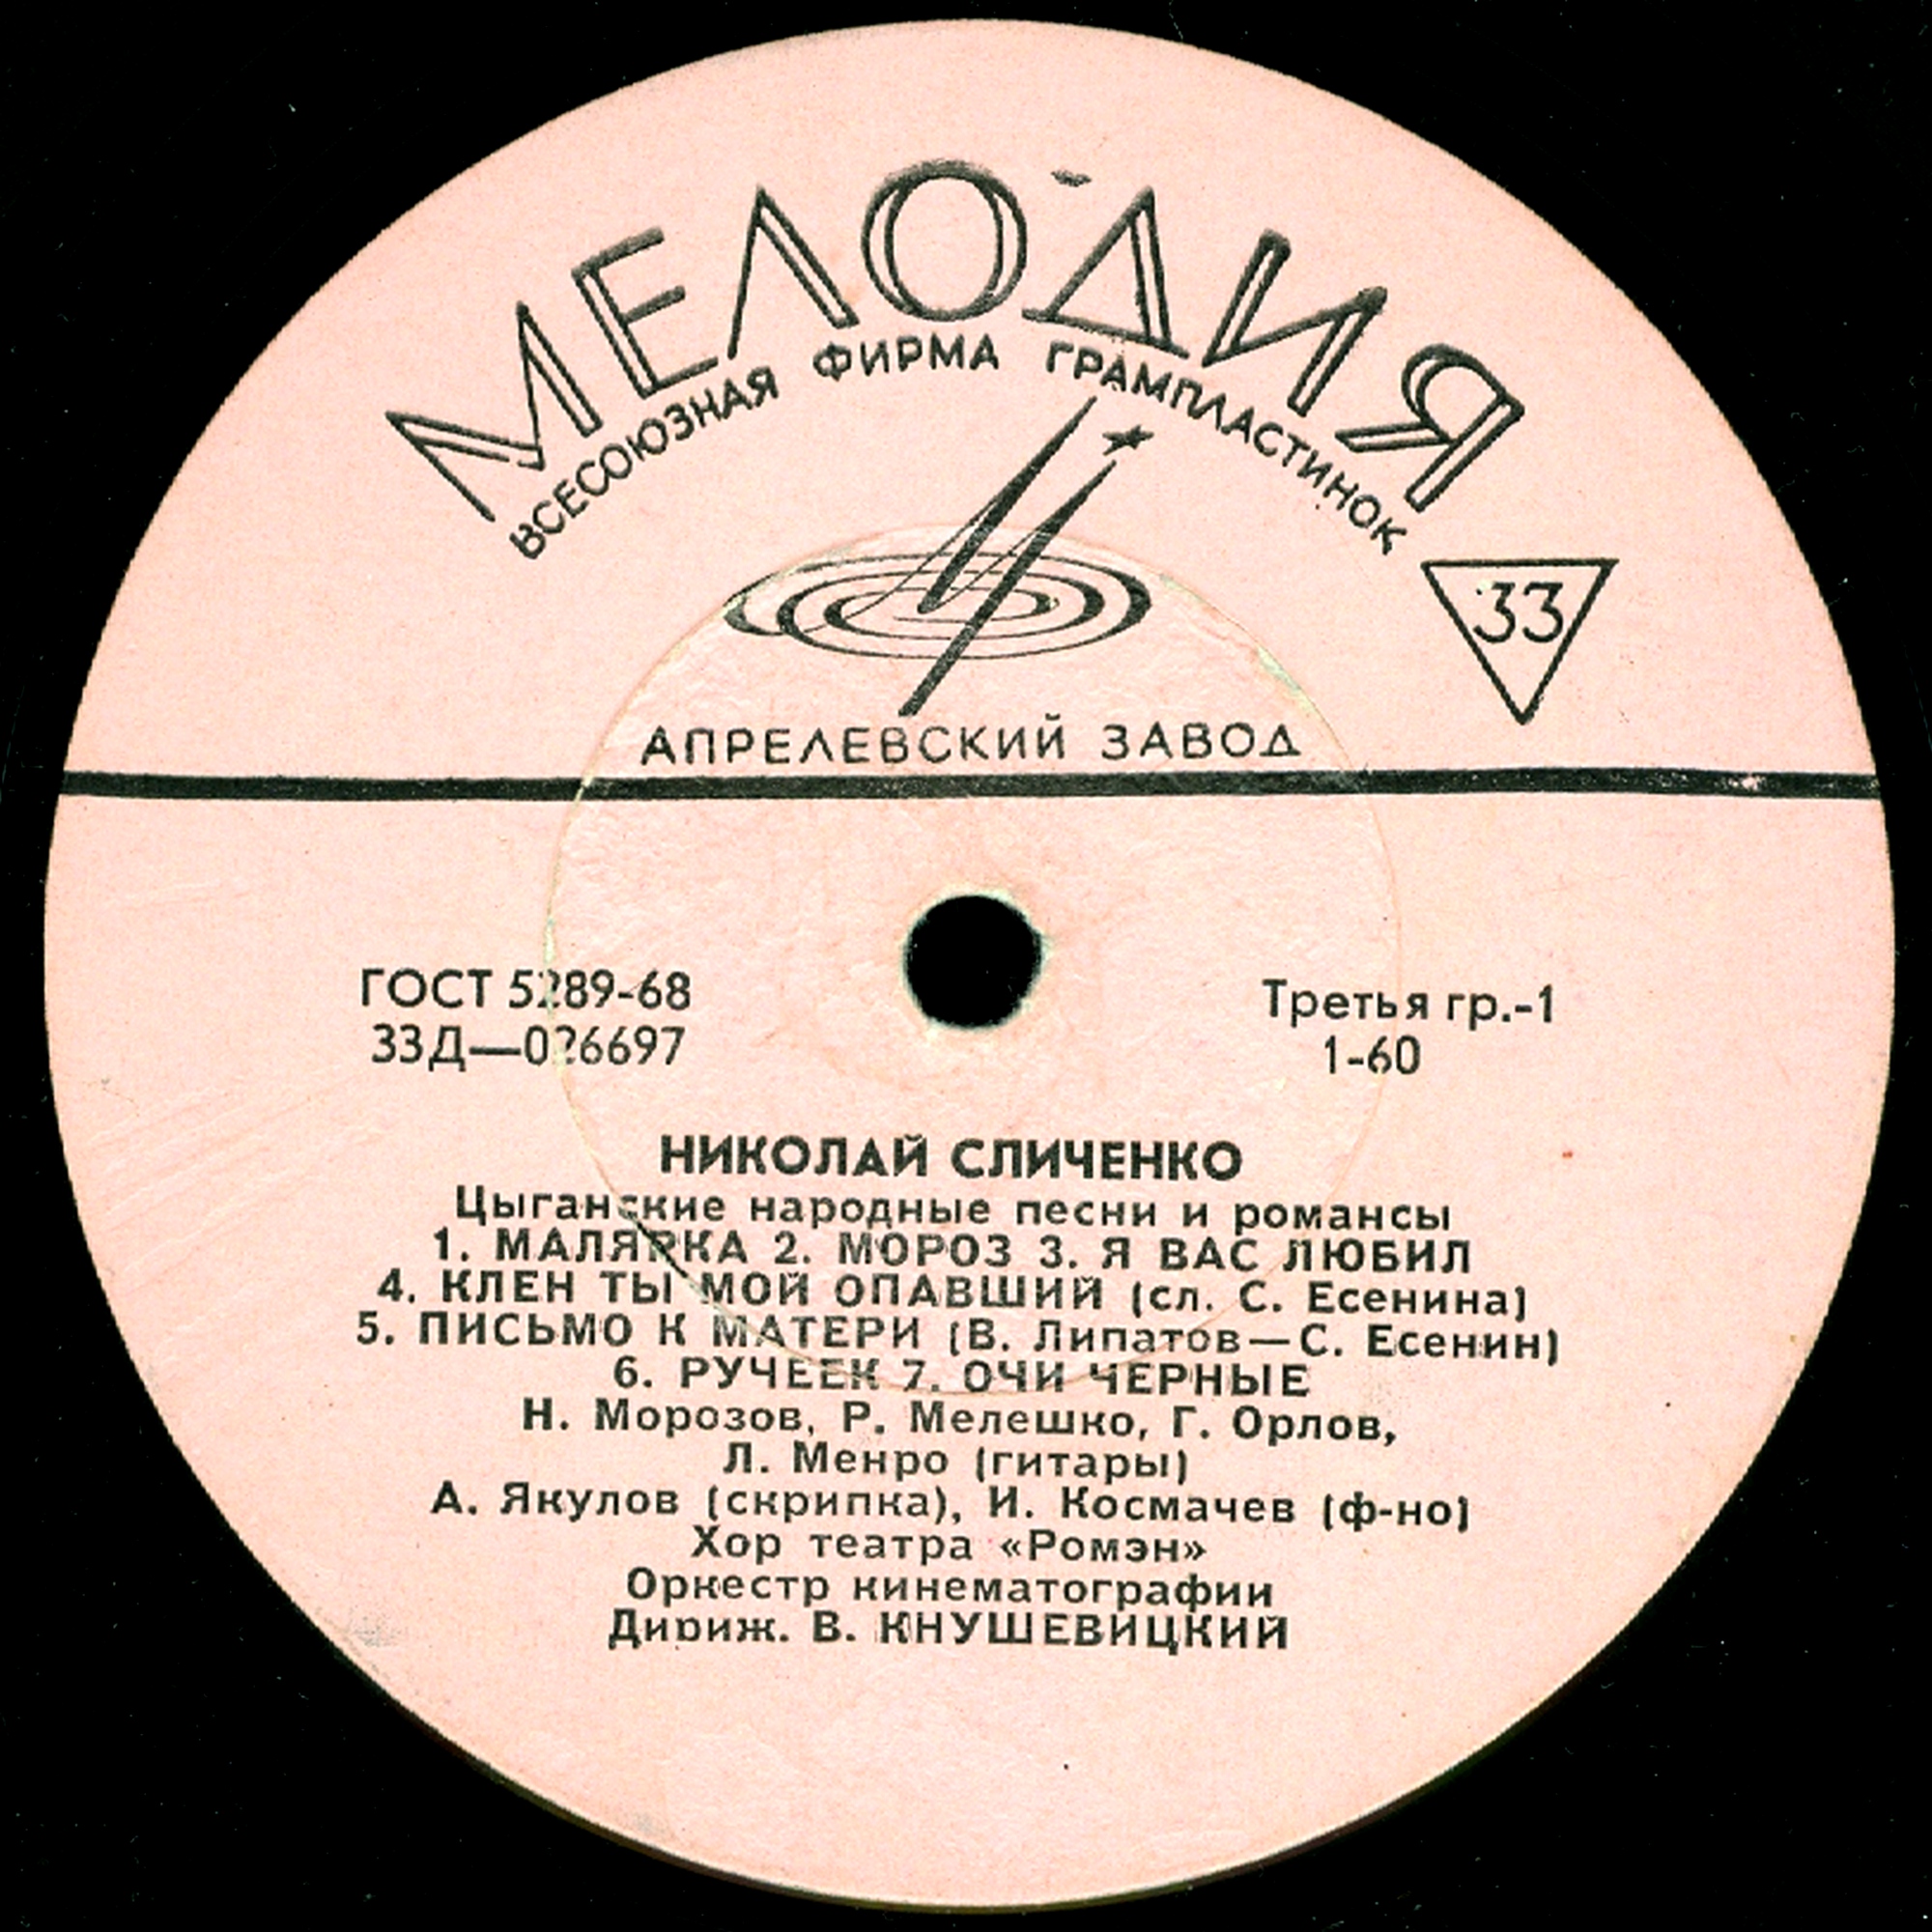 МЕЛОДИЯ
ВСЕСОЮЗНАЯ ФИРМА ГРАМПЛАСТИНОК
33
АПРЕЛЕВСКИЙ ЗАВОД
ГОСТ 5289-68
33Д—026697
Третья гр.-1
1-60
НИКОЛАЙ СЛИЧЕНКО
Цыганские народные песни и романсы
1. МАЛЯРКА 2. МОРОЗ 3. Я ВАС ЛЮБИЛ
4. КЛЕН ТЫ МОЙ ОПАВШИЙ (сл. С. Есенина)
5. ПИСЬМО К МАТЕРИ (В. Липатов—С. Есенин)
6. РУЧЕЕК 7. ОЧИ ЧЕРНЫЕ
Н. Морозов, Р. Мелешко, Г. Орлов,
Л. Менро (гитары)
А. Якулов (скрипка), И. Космачев (ф-но)
Хор театра «Ромэн»
Оркестр кинематографии
Дириж. В. КНУШЕВИЦКИЙ